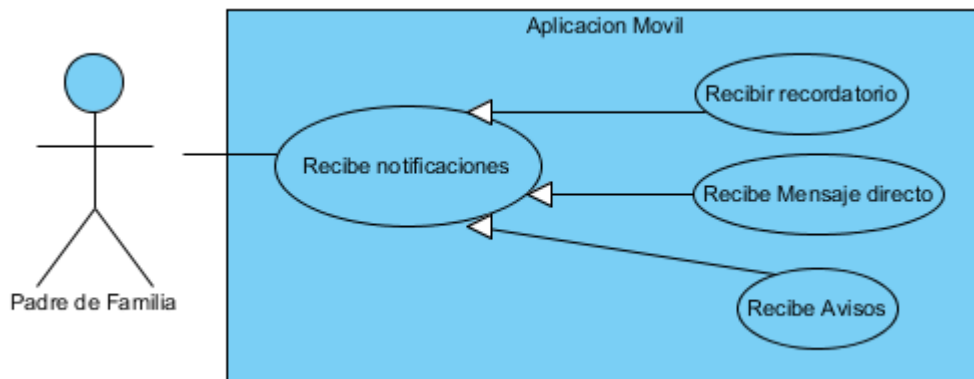 Aplicacion Movil
Recibir recordatorio
Recibe notificaciones
Recibe Mensaje directo
Padre de Familia
Recibe Avisos